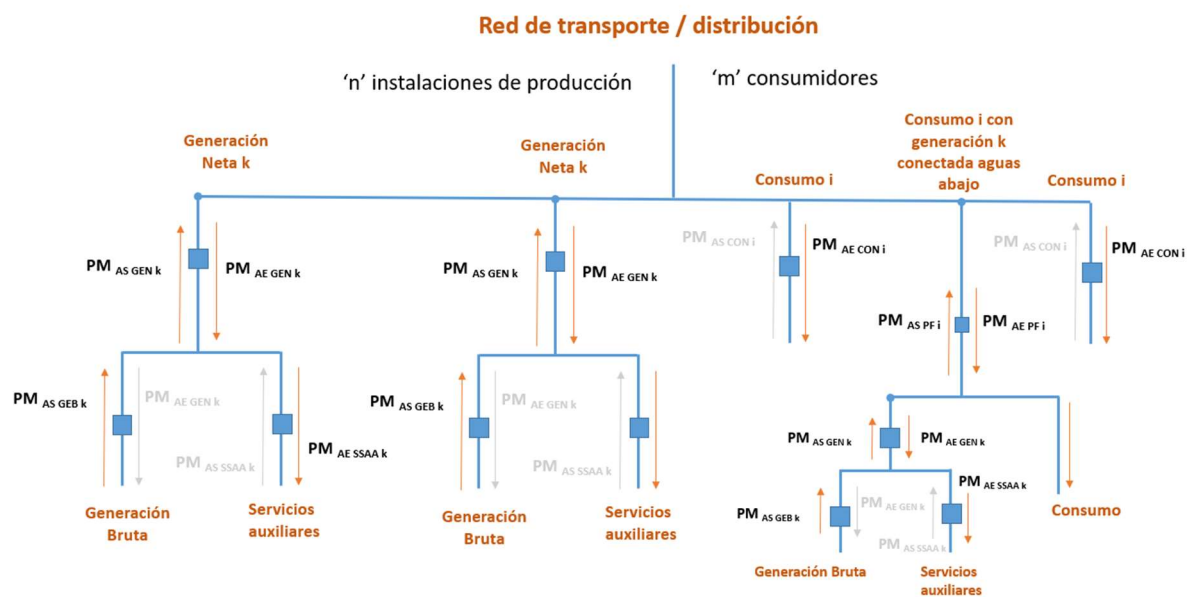 Red de transporte / distribución
'n' instalaciones de producción
'm' consumidores
Generación
Neta k
Generación
Neta k
Consumo i
Consumo i con
generación k
conectada aguas
abajo
Consumo i
PM AS GEN k
PM AE GEN k
PM AS GEN k
PM AE GEN k
PM AS CON i
PM AE CON i
PM AS CON i
PM AE CON i
PM AS PF i
PM AE PF i
PM AS GEB k
PM AE GEN k
PM AS SSAA k
PM AE SSAA k
Generación
Bruta
Servicios
auxiliares
PM AS GEB k
PM AE GEN k
PM AS SSAA k
Generación
Bruta
Servicios
auxiliares
PM AS GEN k
PM AE GEN k
PM AS GEB k
PM AE GEN k
PM AS SSAA k
PM AE SSAA k
Consumo
Generación Bruta
Servicios
auxiliares